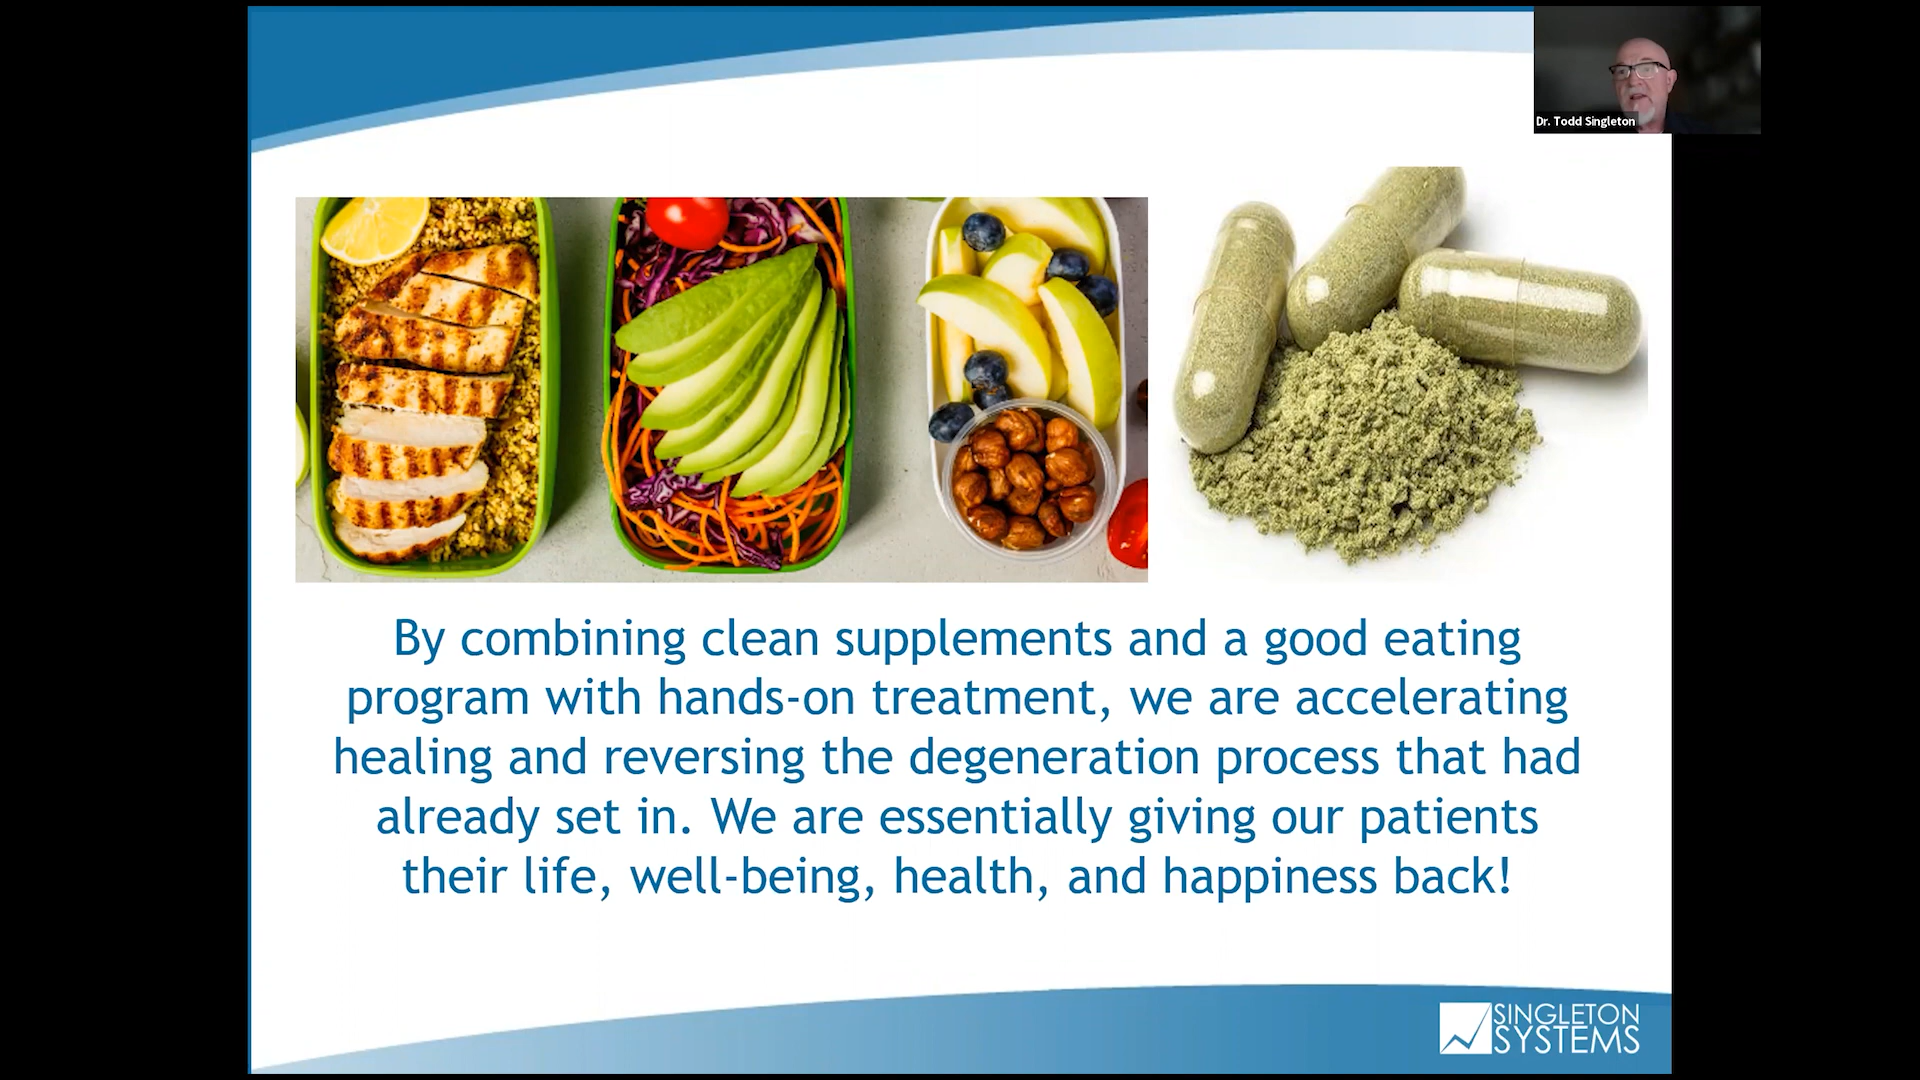 Dr. Todd Singleton
By combining clean supplements and a good eating
program with hands-on treatment, we are accelerating
healing and reversing the degeneration process that had
already set in. We are essentially giving our patients
their life, well-being, health, and happiness back!
SINGLETON
SYSTEMS